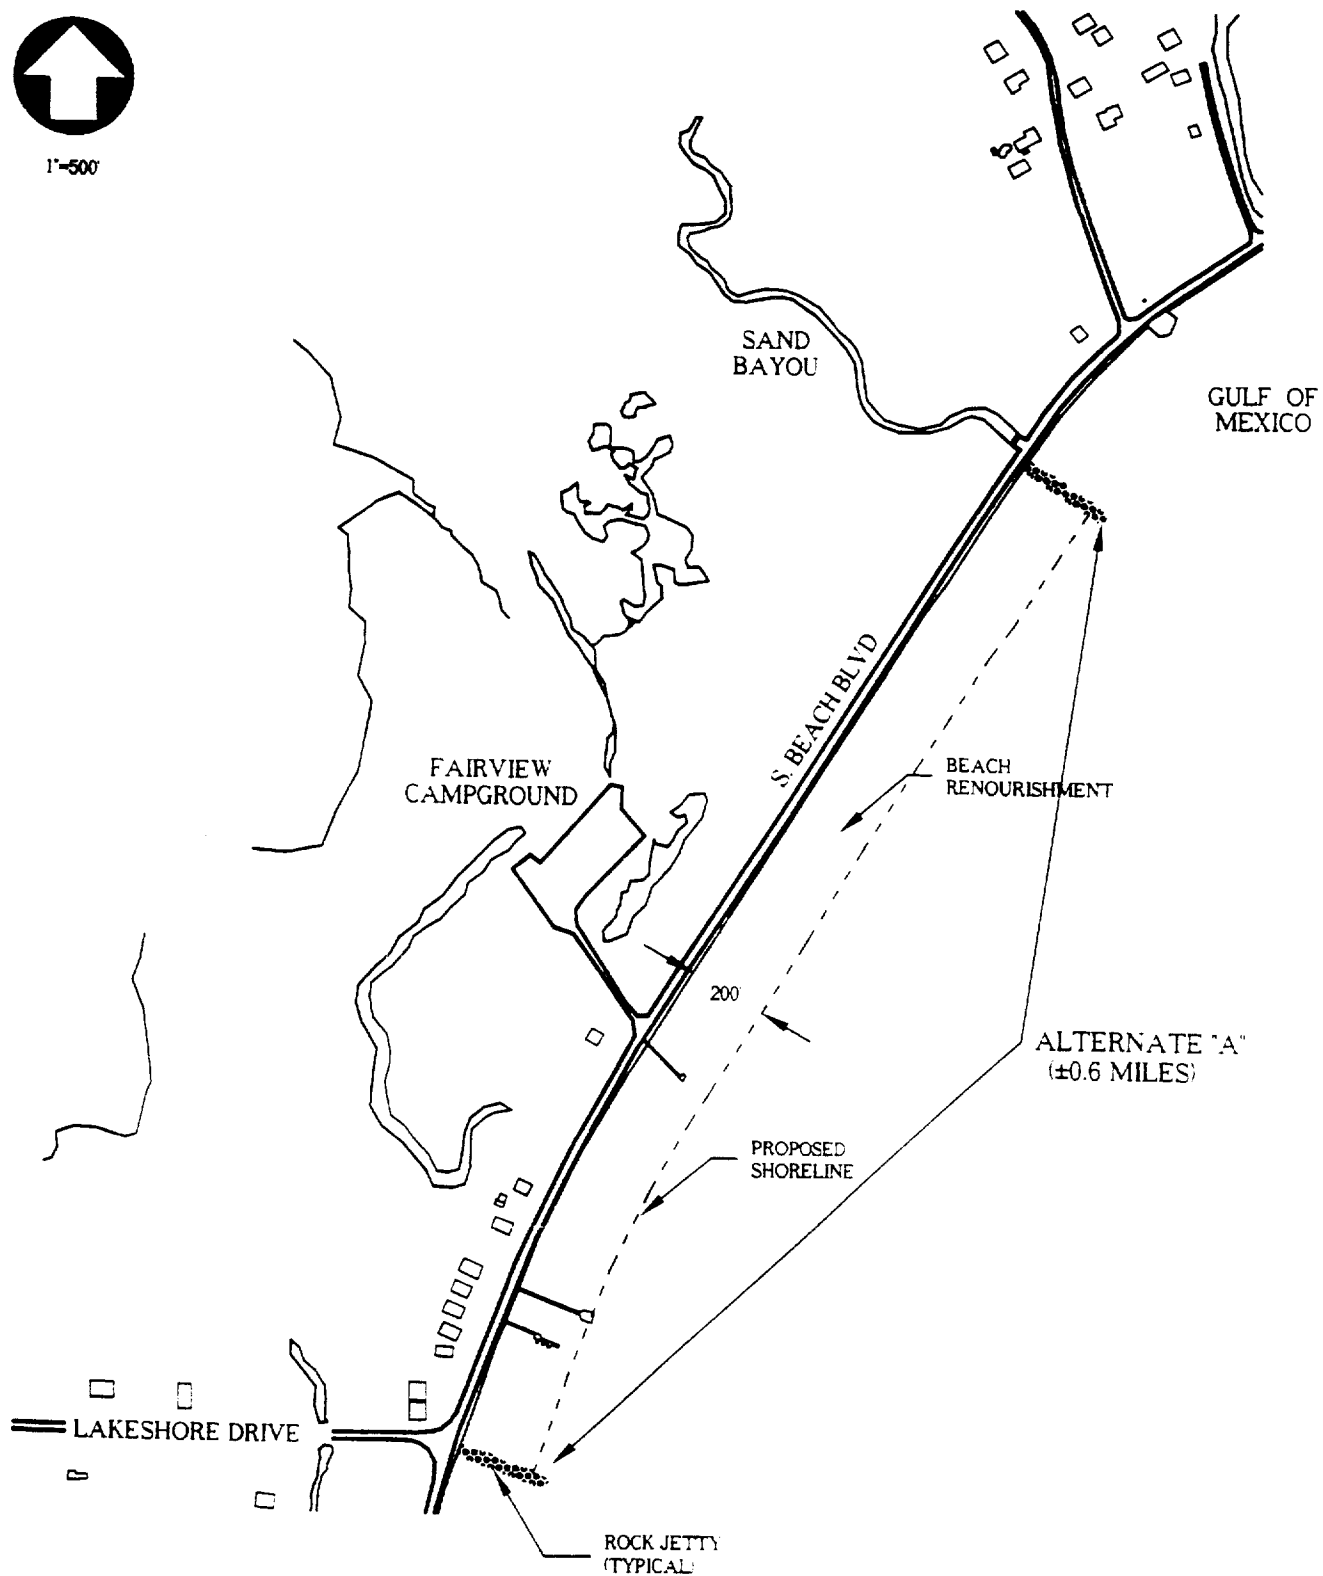 1"=500'
SAND
BAYOU
GULF OF
MEXICO
S. BEACH BLVD
FAIRVIEW
CAMPGROUND
BEACH
RENOURISHMENT
200'
ALTERNATE "A"
(±0.6 MILES)
PROPOSED
SHORELINE
LAKESHORE DRIVE
ROCK JETTY
(TYPICAL)